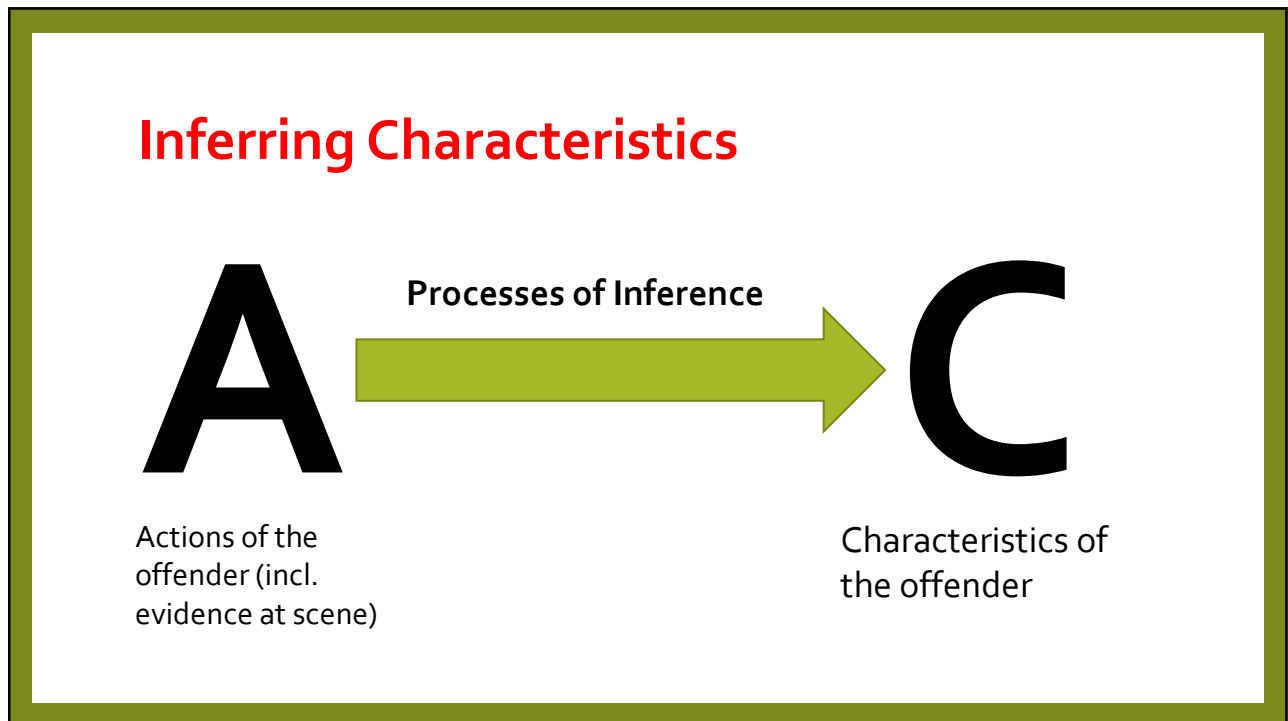 Inferring Characteristics
A
Processes of Inference
C
Actions of the
offender (incl.
evidence at scene)
Characteristics of
the offender